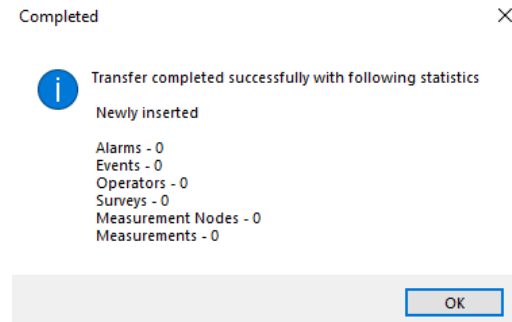 Completed
Transfer completed successfully with following statistics
Newly inserted
Alarms - 0
Events - 0
Operators - 0
Surveys - 0
Measurement Nodes - 0
Measurements - 0
OK